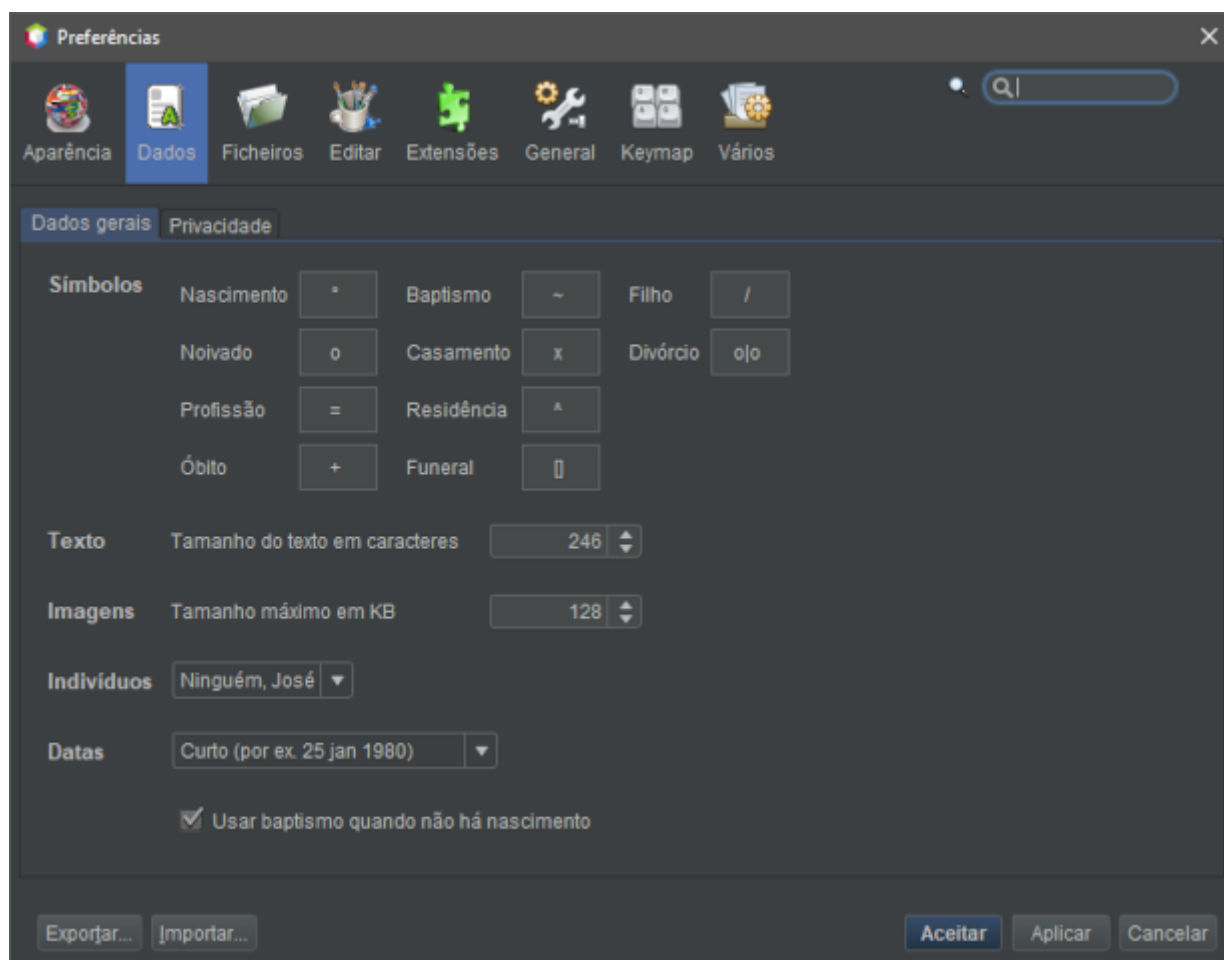 Preferências
Aparência Dados Ficheiros Editar Extensões General Keymap Vários
Dados gerais Privacidade
Símbolos Nascimento ° Baptismo ~ Filho /
Noivado o Casamento x Divórcio o|o
Profissão = Residência ^
Óbito + Funeral []
Texto Tamanho do texto em caracteres 246
Imagens Tamanho máximo em KB 128
Indivíduos Ninguém, José
Datas Curto (por ex. 25 jan 1980)
Usar baptismo quando não há nascimento
Exportar... Importar... Aceitar Aplicar Cancelar